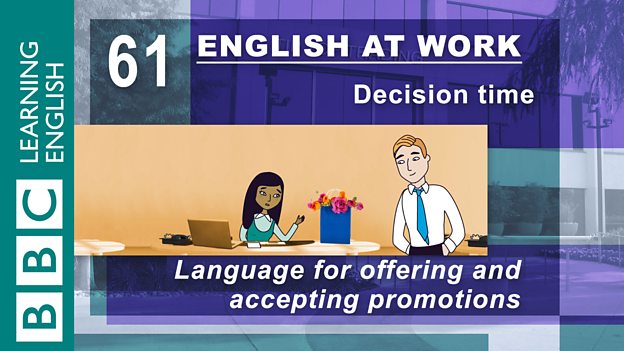 BBC
LEARNING
ENGLISH
61
ENGLISH AT WORK
Decision time
Language for offering and
accepting promotions